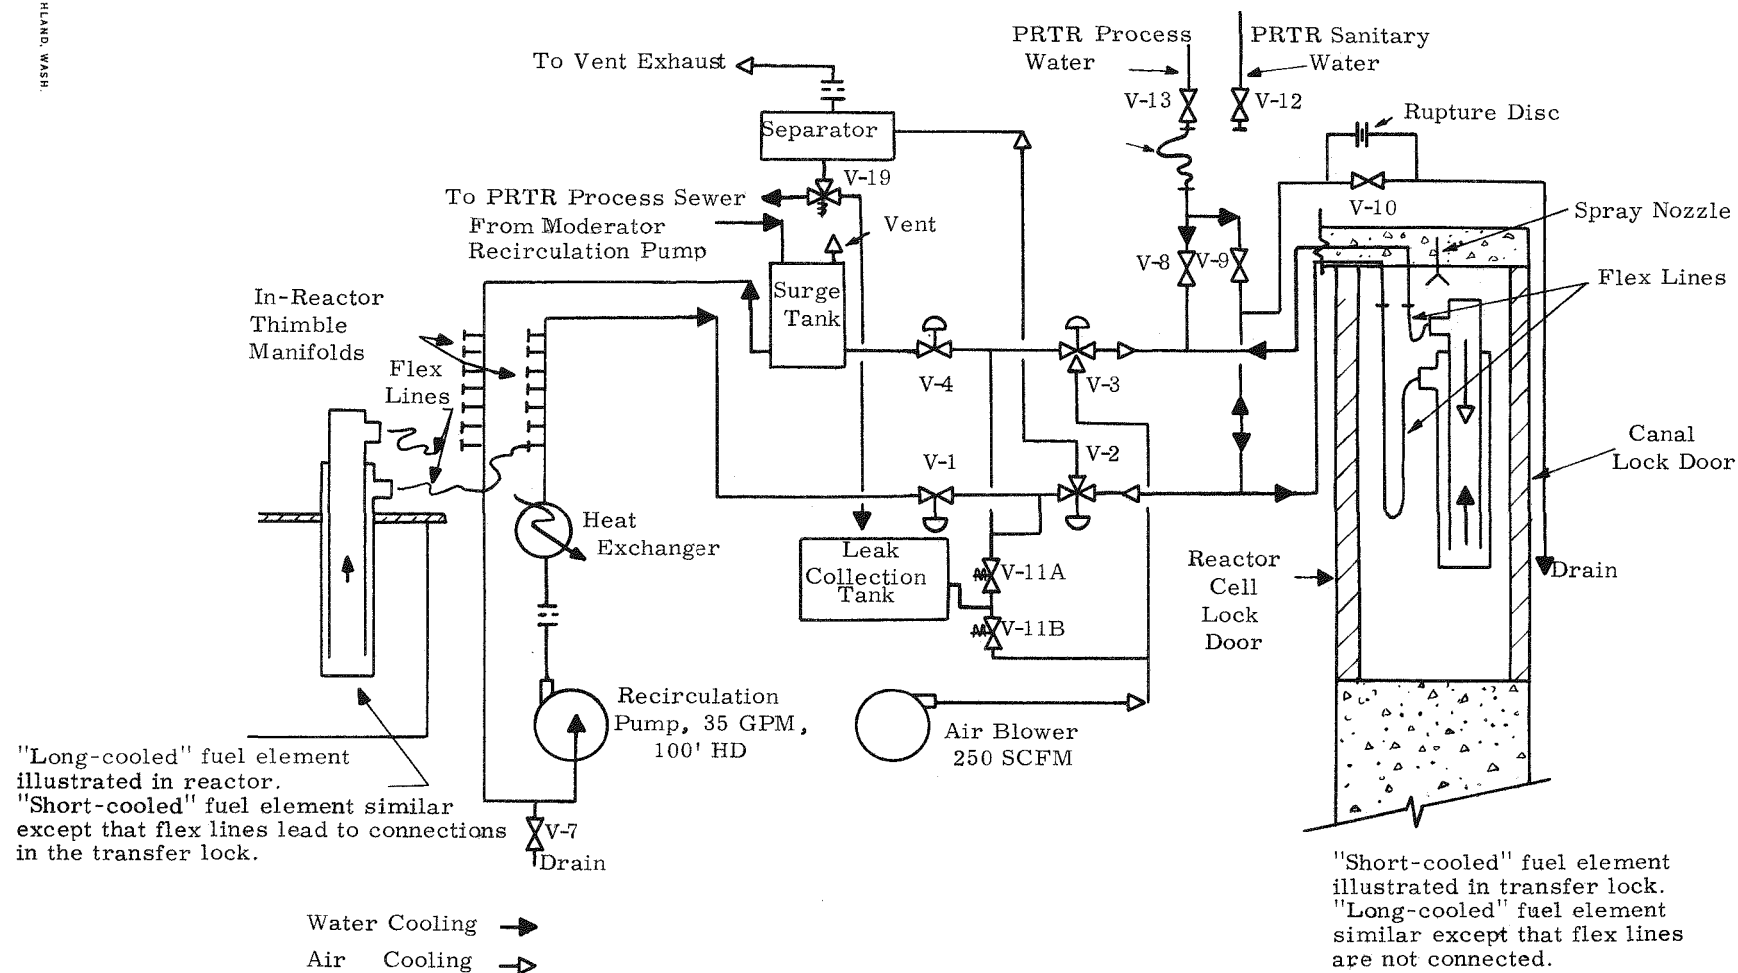 HLAND, WASH.
PRTR Process
Water
PRTR Sanitary
Water
To Vent Exhaust
V-13
V-12
Rupture Disc
Separator
V-19
To PRTR Process Sewer
From Moderator
Recirculation Pump
Vent
V-10
Spray Nozzle
V-8
V-9
Flex Lines
Surge
Tank
In-Reactor
Thimble
Manifolds
Flex
Lines
V-4
V-3
Canal
Lock Door
V-1
V-2
Heat
Exchanger
Leak
Collection
Tank
V-11A
V-11B
Reactor
Cell
Lock
Door
Drain
Recirculation
Pump, 35 GPM,
100' HD
Air Blower
250 SCFM
"Long-cooled" fuel element
illustrated in reactor.
"Short-cooled" fuel element similar
except that flex lines lead to connections
in the transfer lock.
V-7
Drain
"Short-cooled" fuel element
illustrated in transfer lock.
"Long-cooled" fuel element
similar except that flex lines
are not connected.
Water Cooling
Air Cooling